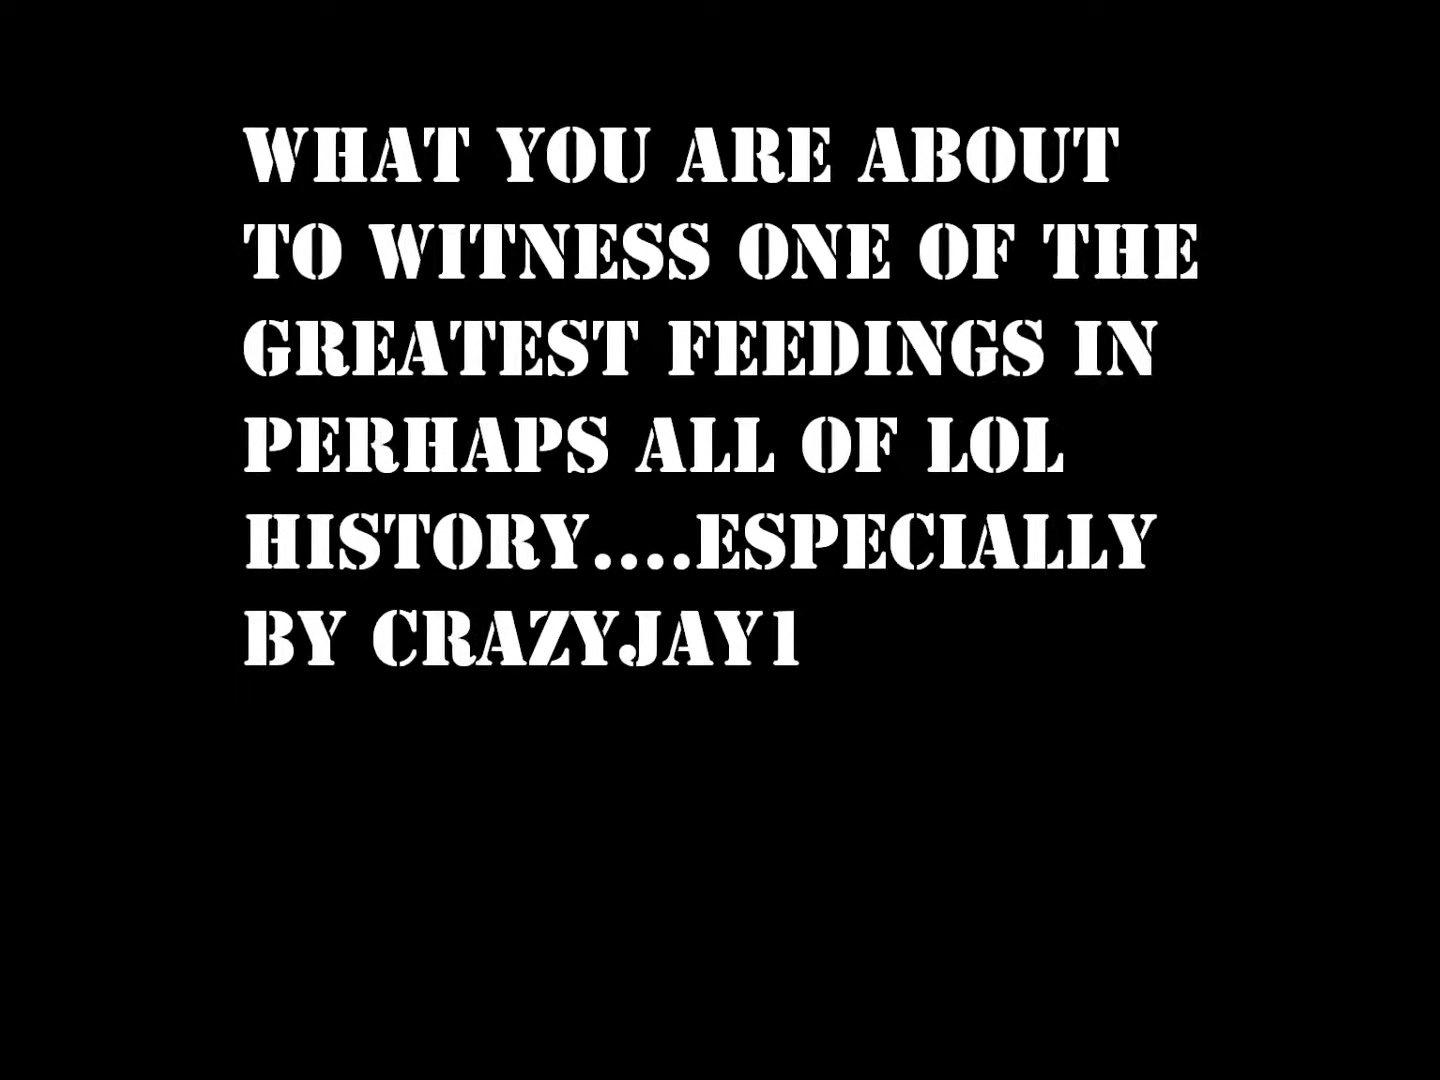 WHAT YOU ARE ABOUT
TO WITNESS ONE OF THE
GREATEST FEEDINGS IN
PERHAPS ALL OF LOL
HISTORY....ESPECIALLY
BY CRAZYJAY1